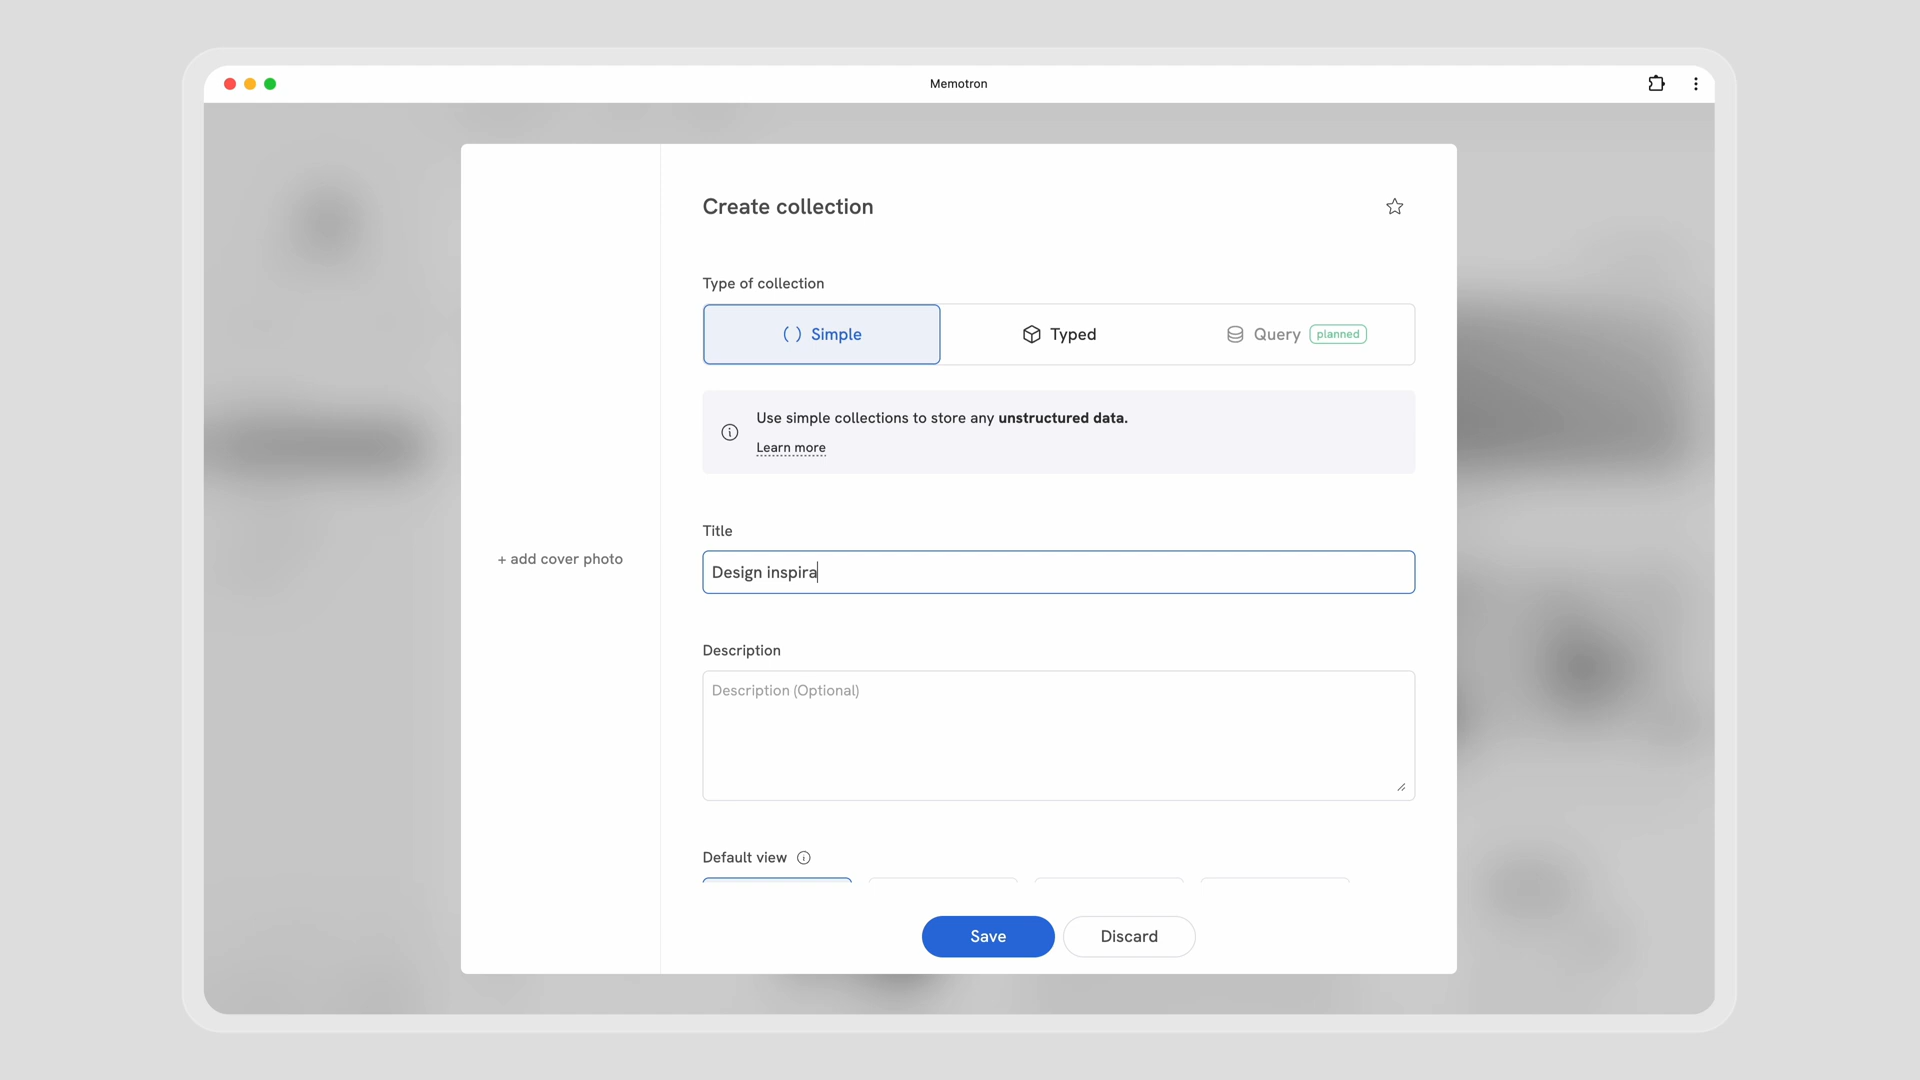 Memotron
Create collection
Type of collection
Simple
Typed
Query planned
Use simple collections to store any unstructured data.
Learn more
Title
+ add cover photo
Design inspira
Description
Description (Optional)
Default view
Save
Discard